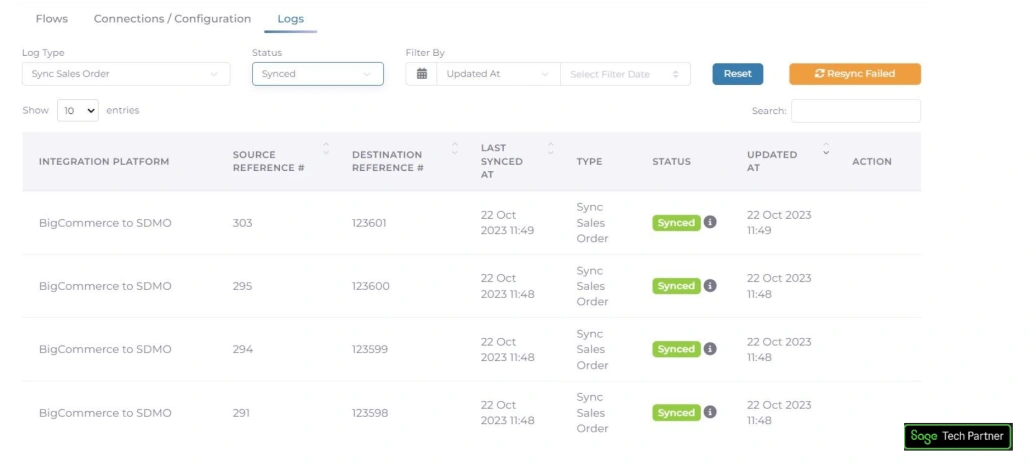 Flows Connections / Configuration Logs
Log Type Status Filter By
Sync Sales Order Synced Updated At Select Filter Date Reset Resync Failed
Show 10 entries Search:
INTEGRATION PLATFORM SOURCE REFERENCE # DESTINATION REFERENCE # LAST SYNCED AT TYPE STATUS UPDATED AT ACTION
BigCommerce to SDMO 303 123601 22 Oct 2023 11:49 Sync Sales Order Synced 22 Oct 2023 11:49
BigCommerce to SDMO 295 123600 22 Oct 2023 11:48 Sync Sales Order Synced 22 Oct 2023 11:48
BigCommerce to SDMO 294 123599 22 Oct 2023 11:48 Sync Sales Order Synced 22 Oct 2023 11:48
BigCommerce to SDMO 291 123598 22 Oct 2023 11:48 Sync Sales Order Synced 22 Oct 2023 11:48
Sage Tech Partner